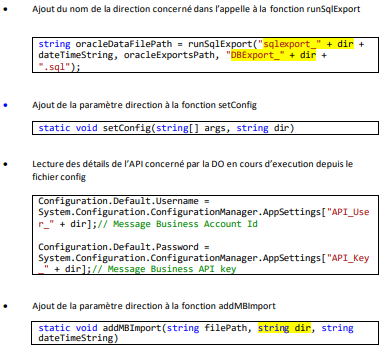 • Ajout du nom de la direction concerné dans l'appelle à la fonction runSqlExport
string oracleDataFilePath = runSqlExport("sqlexport_" + dir +
dateTimeString, oracleExportsPath, "DBExport_" + dir +
".sql");
• Ajout de la paramètre direction à la fonction setConfig
static void setConfig(string[] args, string dir)
• Lecture des détails de l'API concerné par la DO en cours d'execution depuis le
fichier config
Configuration.Default.Username =
System.Configuration.ConfigurationManager.AppSettings["API_Use
r_" + dir];// Message Business Account Id
Configuration.Default.Password =
System.Configuration.ConfigurationManager.AppSettings["API_Key
_" + dir];// Message Business API key
• Ajout de la paramètre direction à la fonction addMBImport
static void addMBImport(string filePath, string dir, string
dateTimeString)